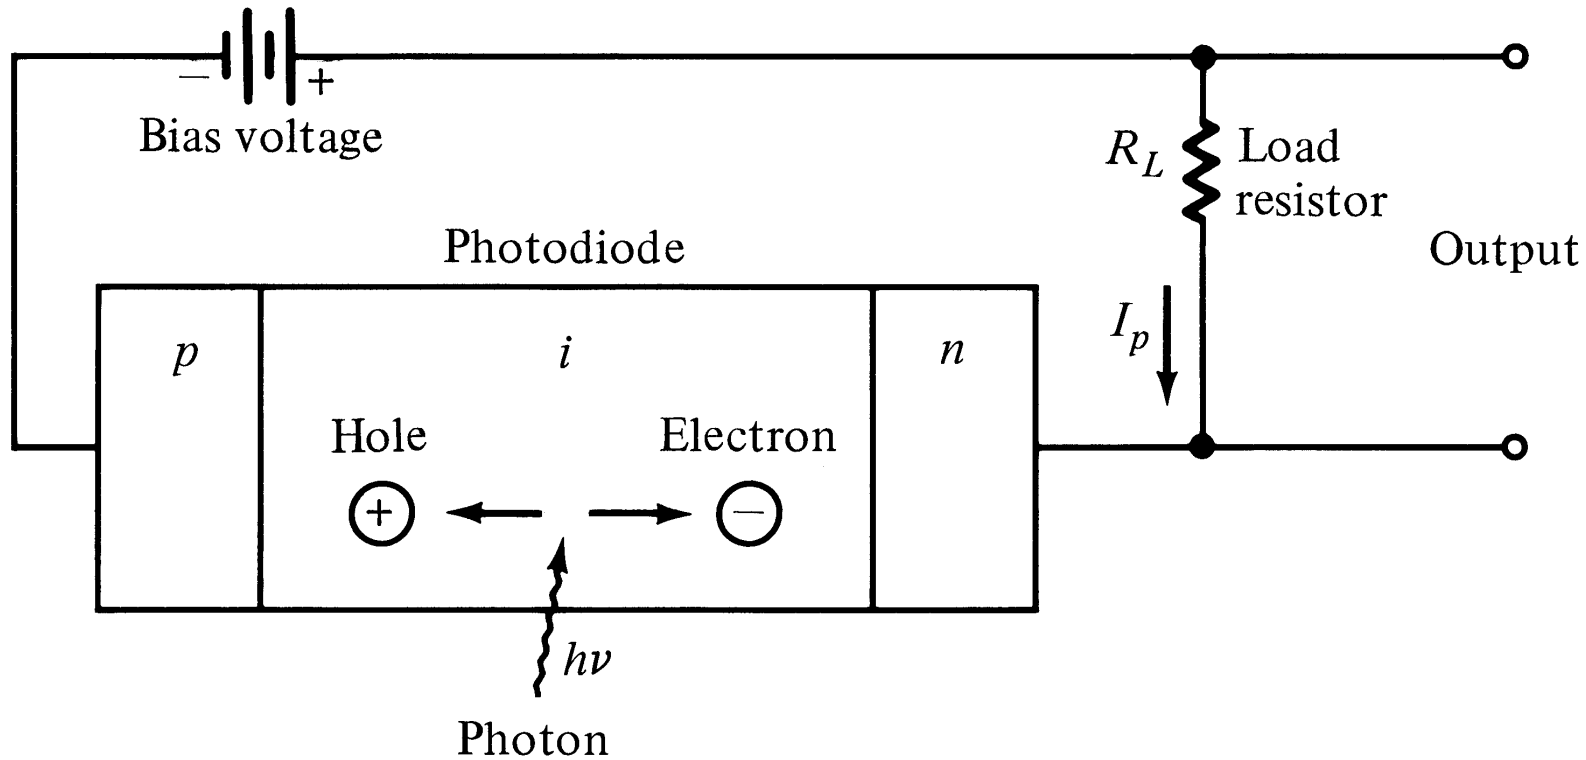 − +
Bias voltage
R_L Load
resistor
Output
Photodiode
I_p
p i n
Hole Electron
+ −
hν
Photon